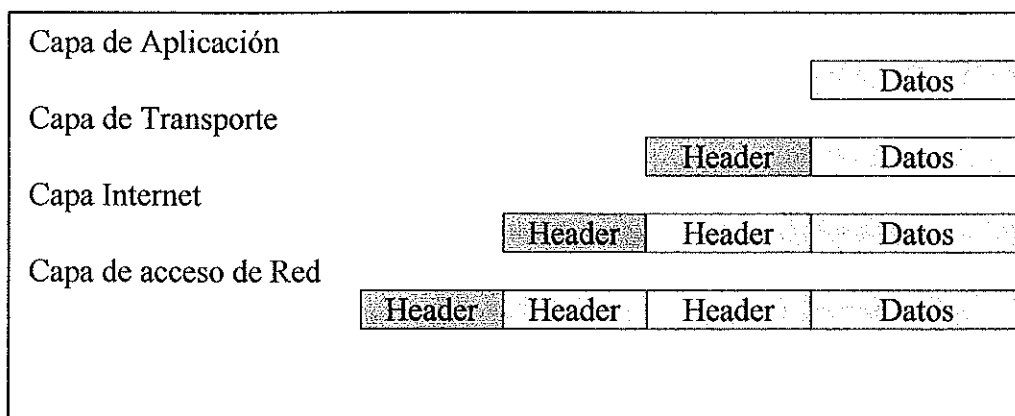 Capa de Aplicación
Datos
Capa de Transporte
Header Datos
Capa Internet
Header Header Datos
Capa de acceso de Red
Header Header Header Datos